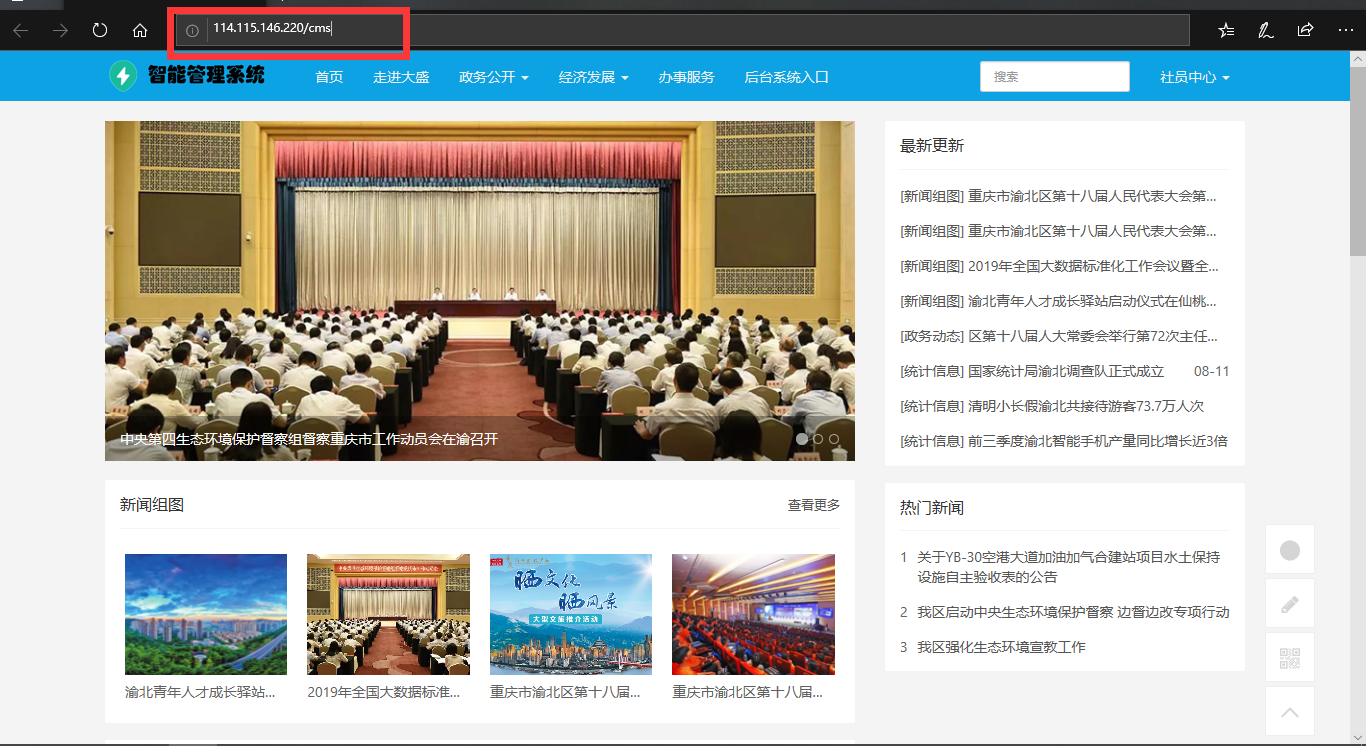 114.115.146.220/cms
智能管理系统
首页
走进大盛
政务公开
经济发展
办事服务
后台系统入口
搜索
社员中心
中央第四生态环境保护督察组督察重庆市工作动员会在渝召开
最新更新
[新闻组图] 重庆市渝北区第十八届人民代表大会第...
[新闻组图] 重庆市渝北区第十八届人民代表大会第...
[新闻组图] 2019年全国大数据标准化工作会议暨全...
[新闻组图] 渝北青年人才成长驿站启动仪式在仙桃...
[政务动态] 区第十八届人大常委会举行第72次主任...
[统计信息] 国家统计局渝北调查队正式成立 08-11
[统计信息] 清明小长假渝北共接待游客73.7万人次
[统计信息] 前三季度渝北智能手机产量同比增长近3倍
新闻组图
查看更多
晒文化
晒风景
大型文旅推介活动
渝北青年人才成长驿站...
2019年全国大数据标准...
重庆市渝北区第十八届...
重庆市渝北区第十八届...
热门新闻
1 关于YB-30空港大道加油加气合建站项目水土保持
设施自主验收表的公告
2 我区启动中央生态环境保护督察 边督边改专项行动
3 我区强化生态环境宣教工作